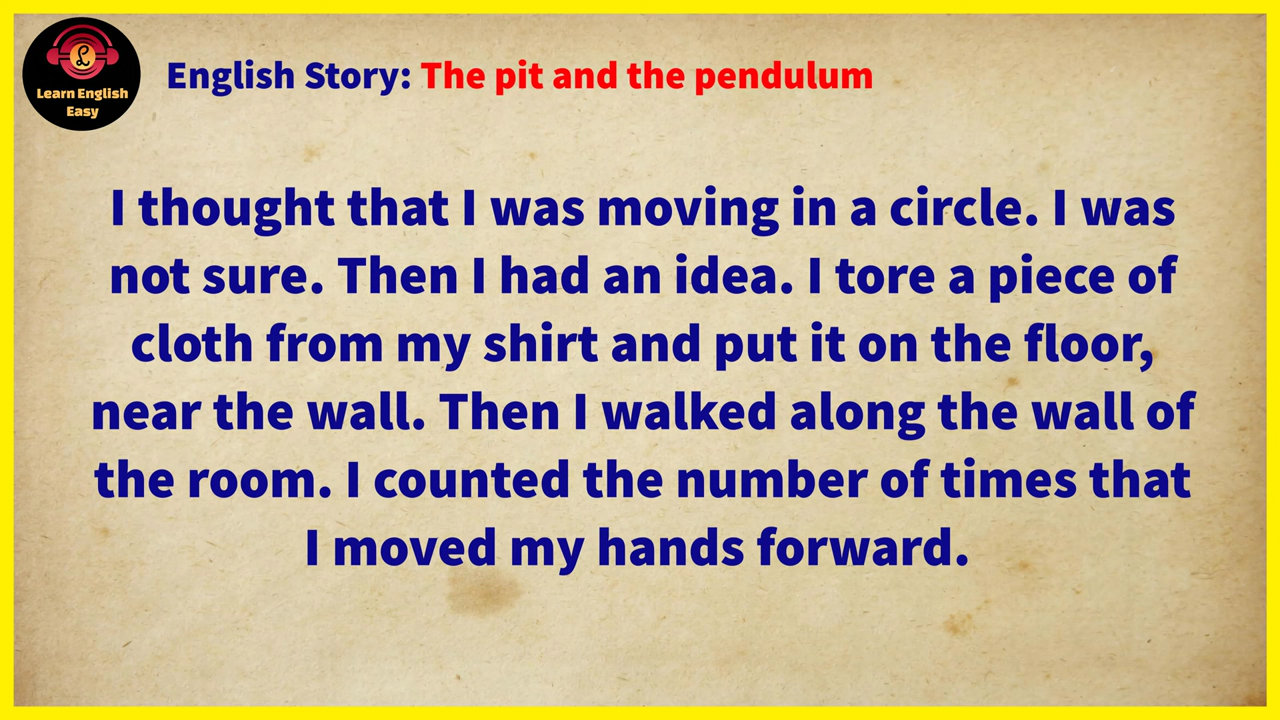 Learn English
Easy
English Story: The pit and the pendulum
I thought that I was moving in a circle. I was
not sure. Then I had an idea. I tore a piece of
cloth from my shirt and put it on the floor,
near the wall. Then I walked along the wall of
the room. I counted the number of times that
I moved my hands forward.